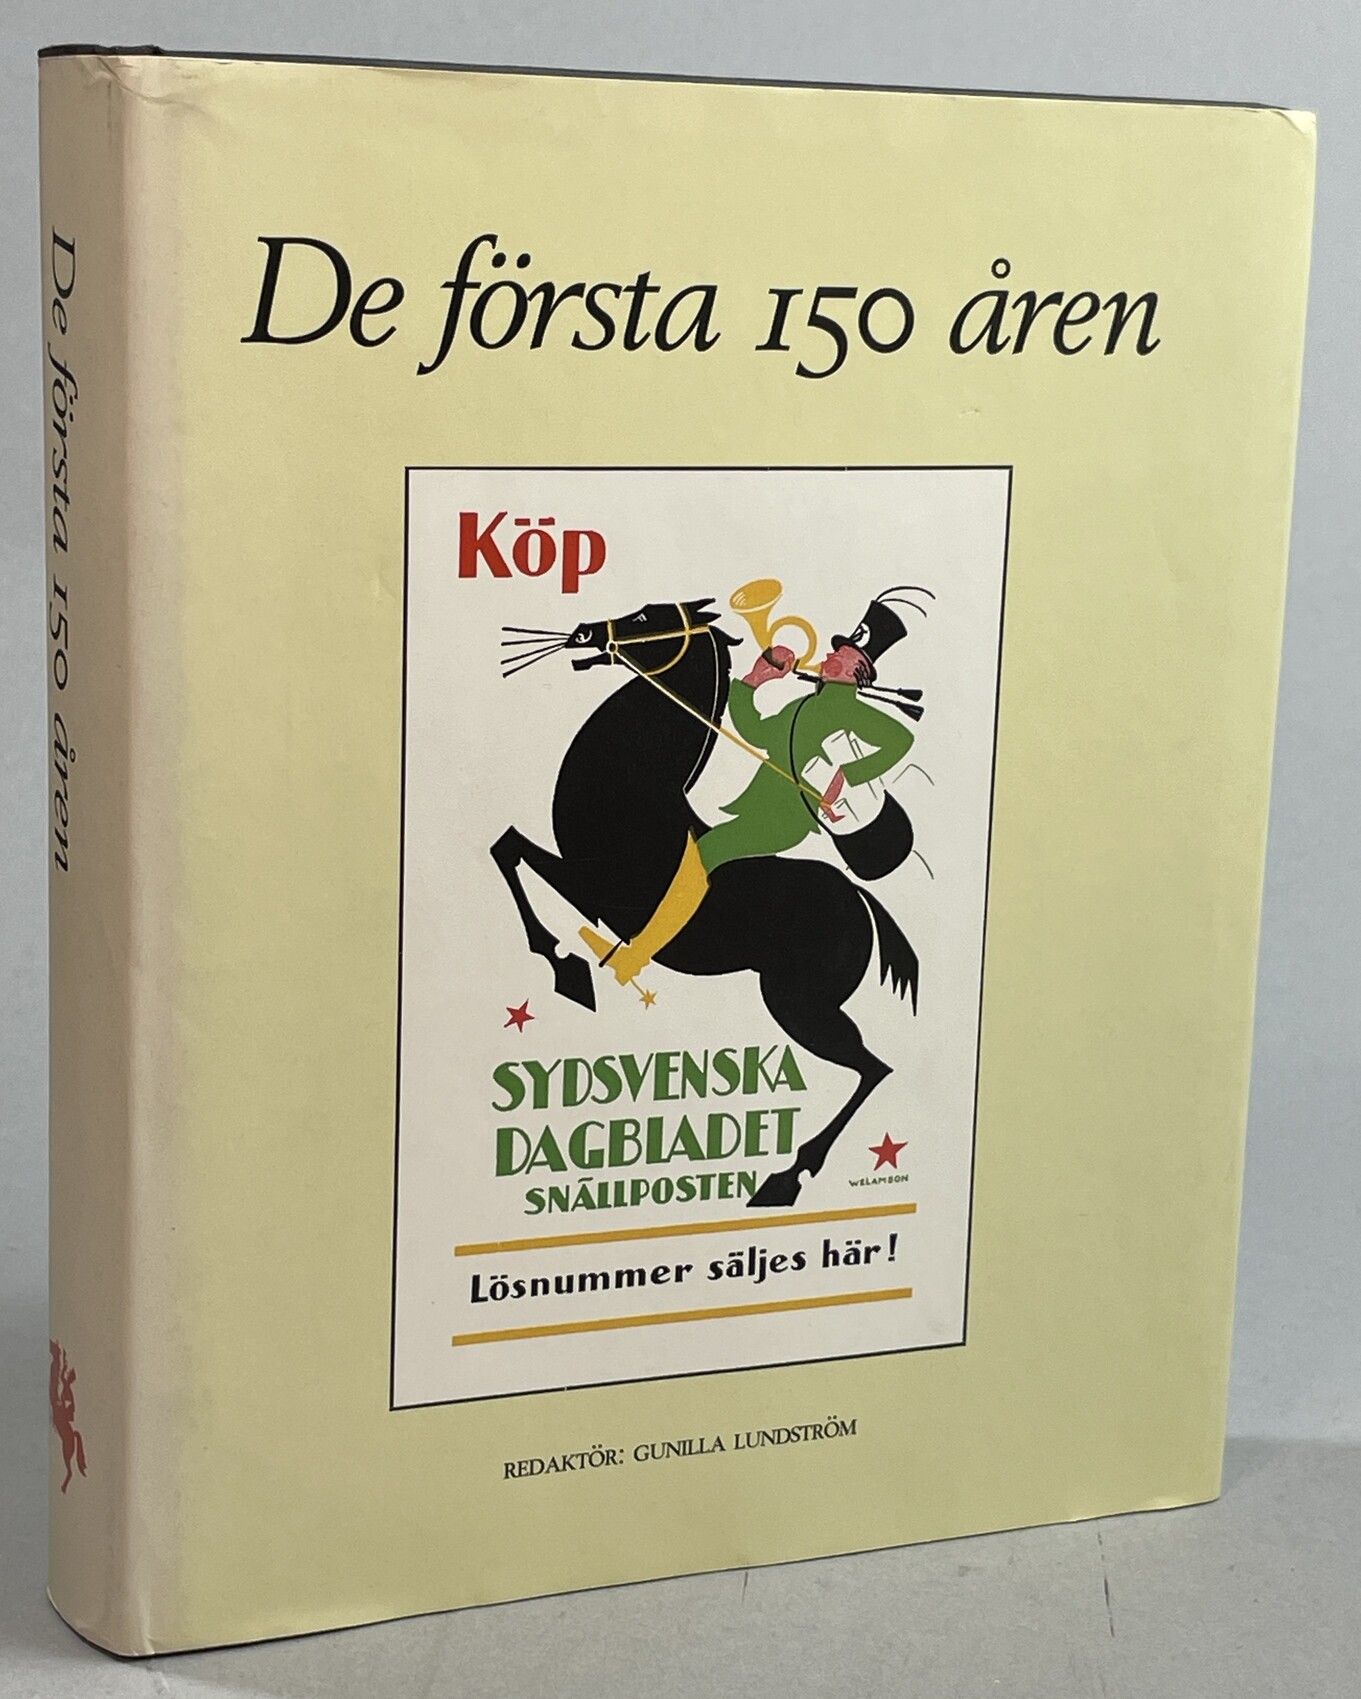 De första 150 åren
De första 150 åren
Köp
SYDSVENSKA
DAGBLADET
SNÄLLPOSTEN
WELAMSON
Lösnummer säljes här!
REDAKTÖR: GUNILLA LUNDSTRÖM